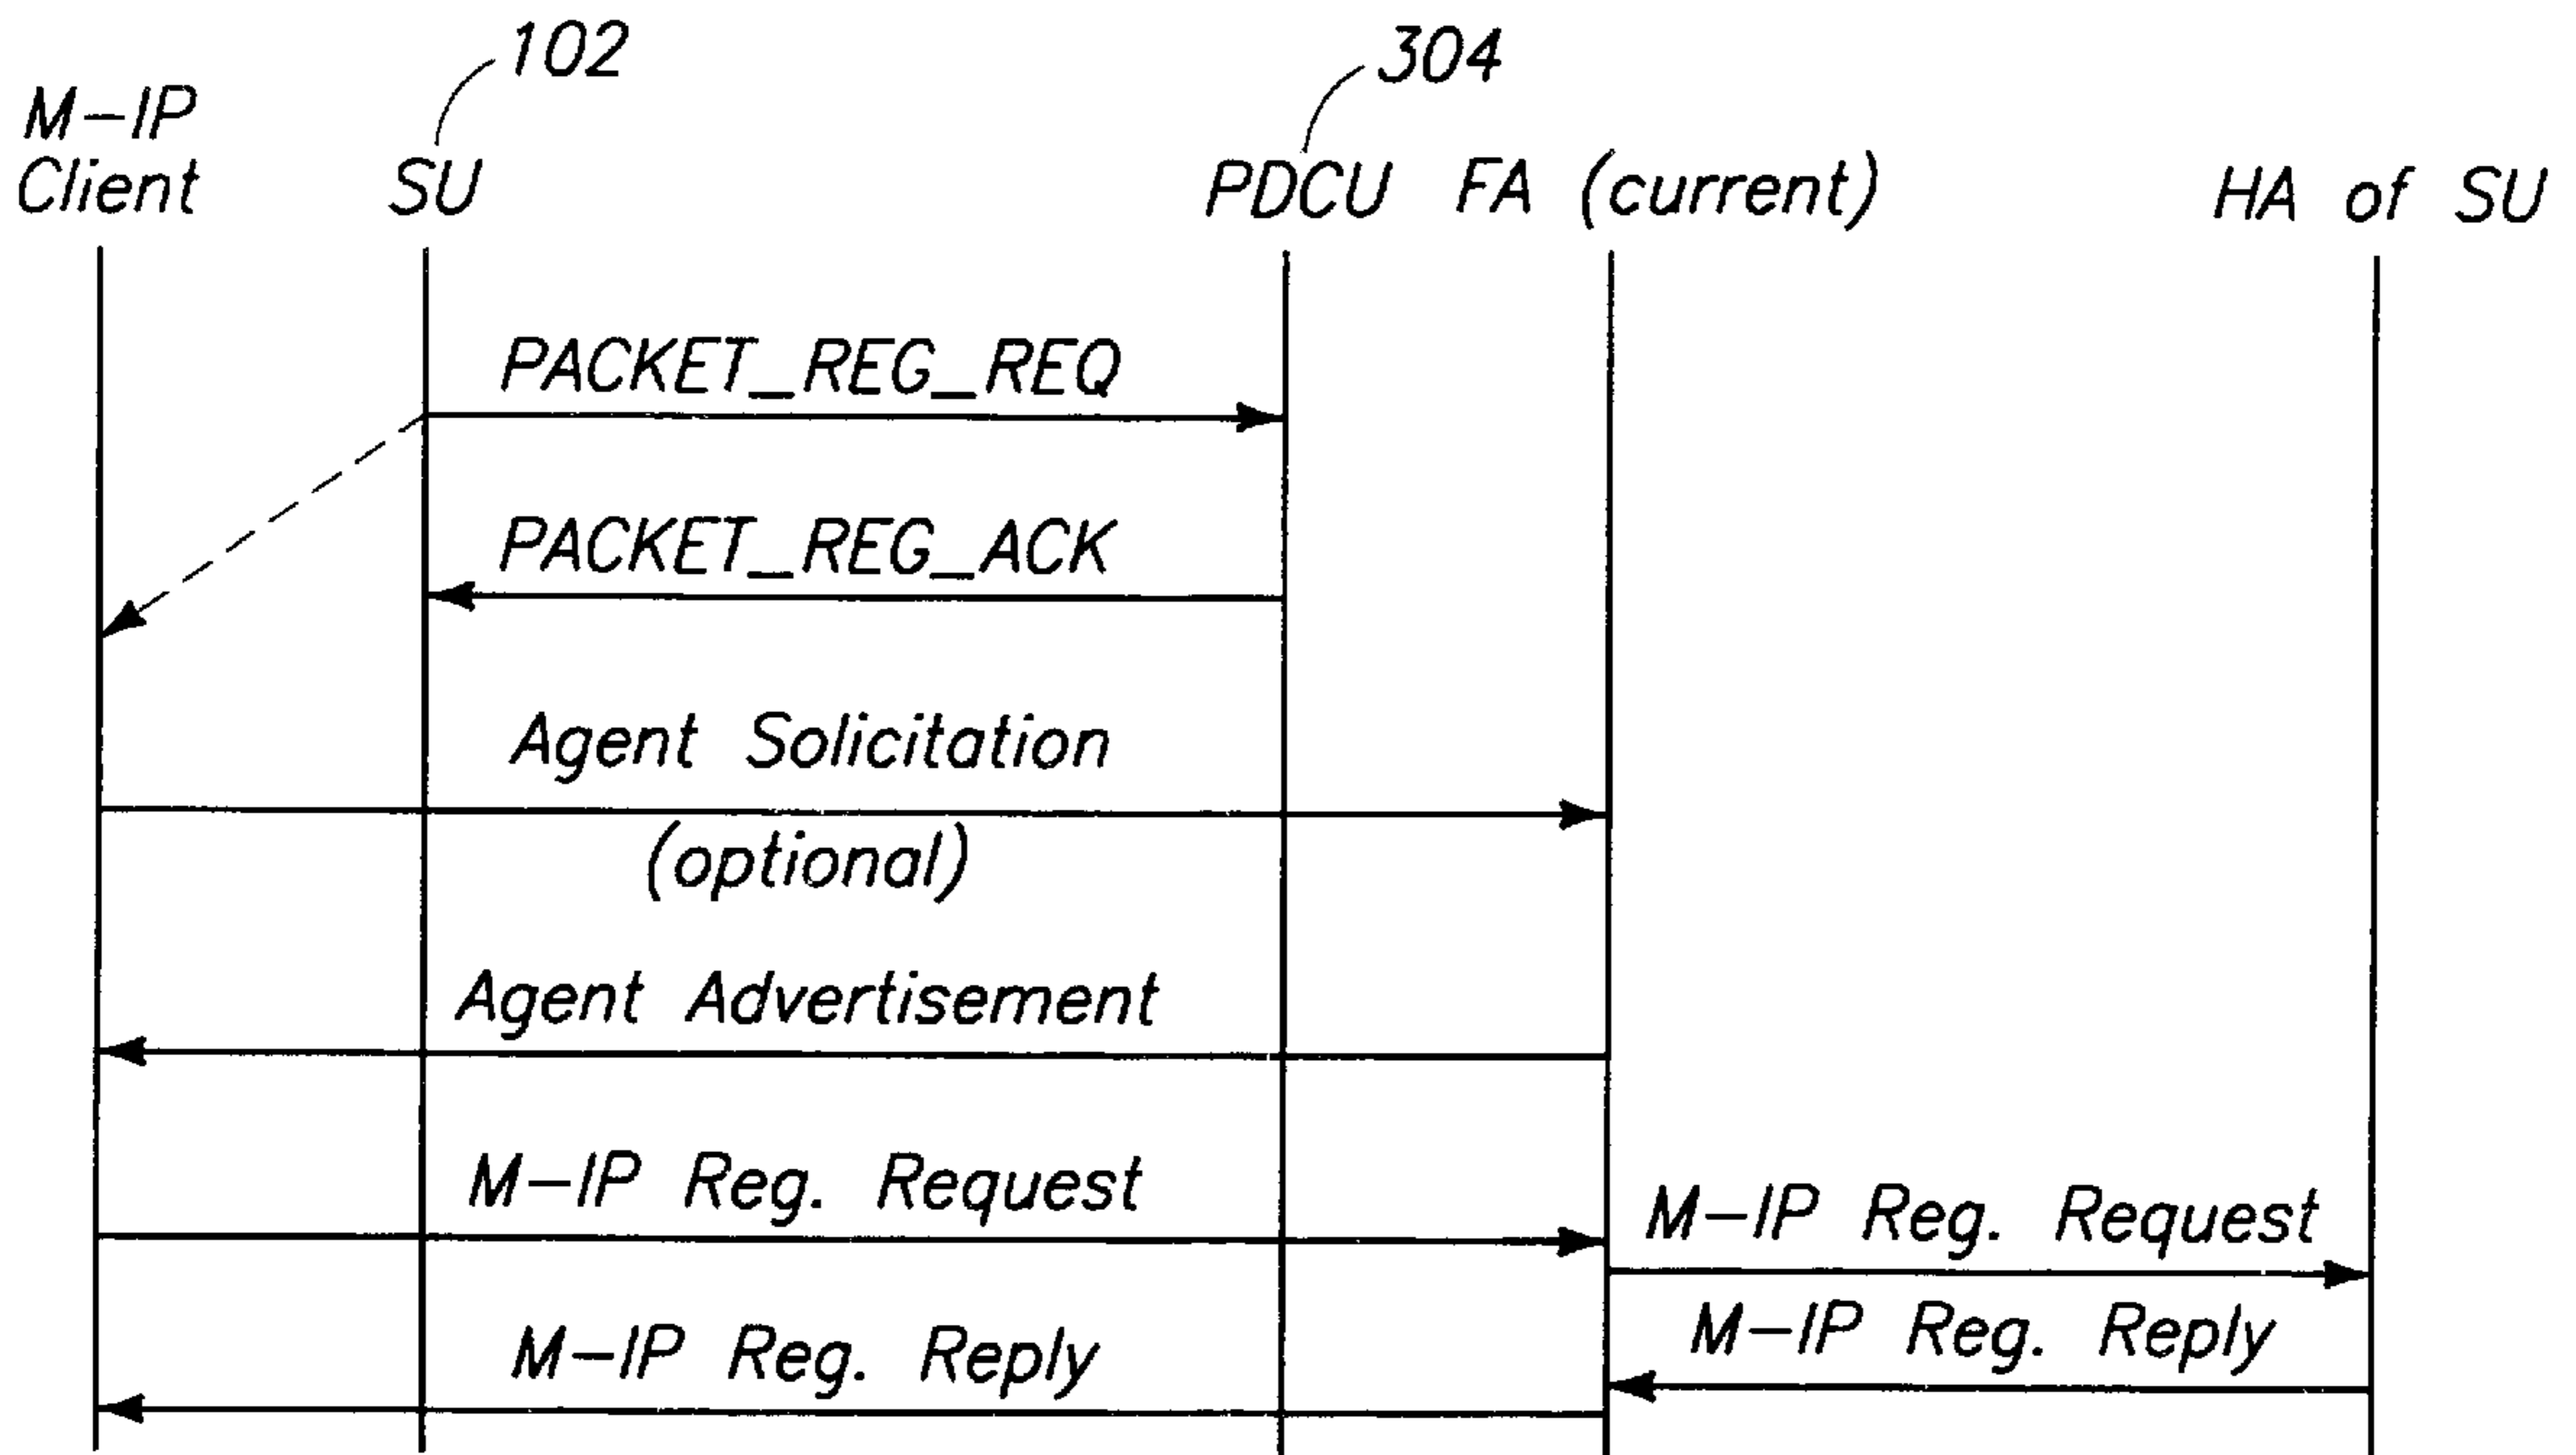 102
304
M-IP
Client
SU
PDCU
FA (current)
HA of SU
PACKET_REG_REQ
PACKET_REG_ACK
Agent Solicitation
(optional)
Agent Advertisement
M-IP Reg. Request
M-IP Reg. Request
M-IP Reg. Reply
M-IP Reg. Reply